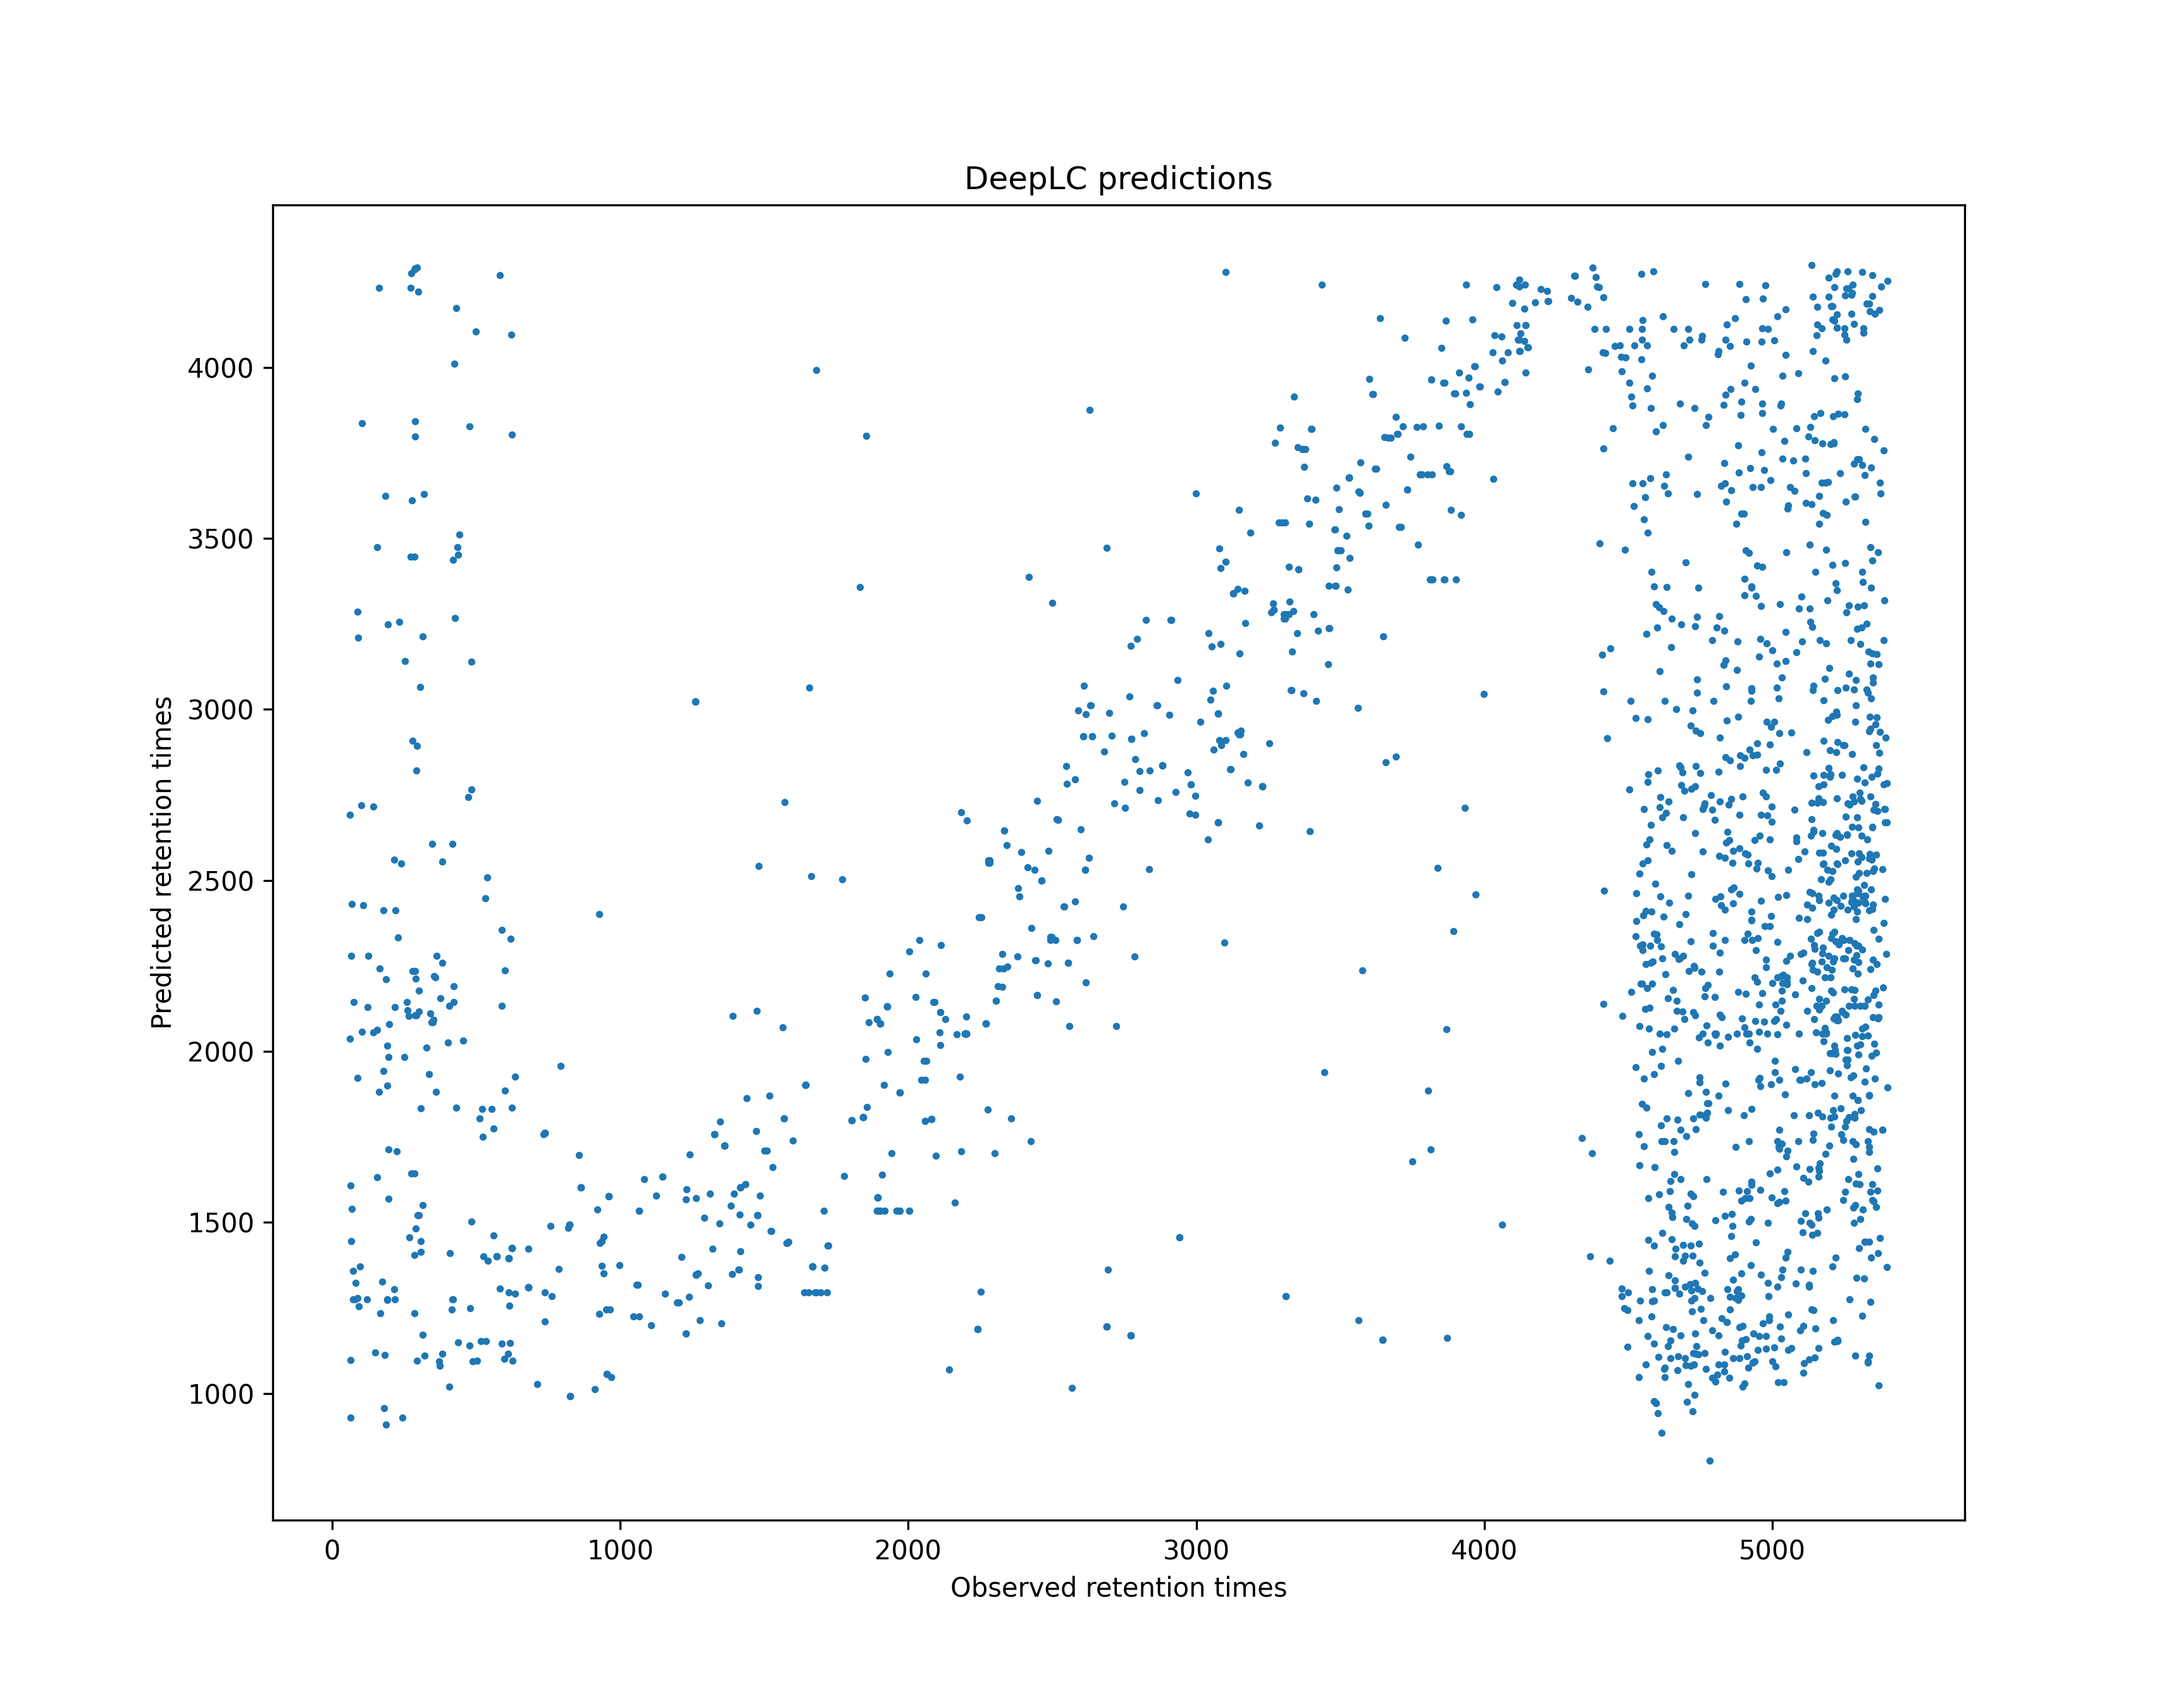 DeepLC predictions
4000
3500
3000
2500
2000
1500
1000
Predicted retention times
0 1000 2000 3000 4000 5000
Observed retention times